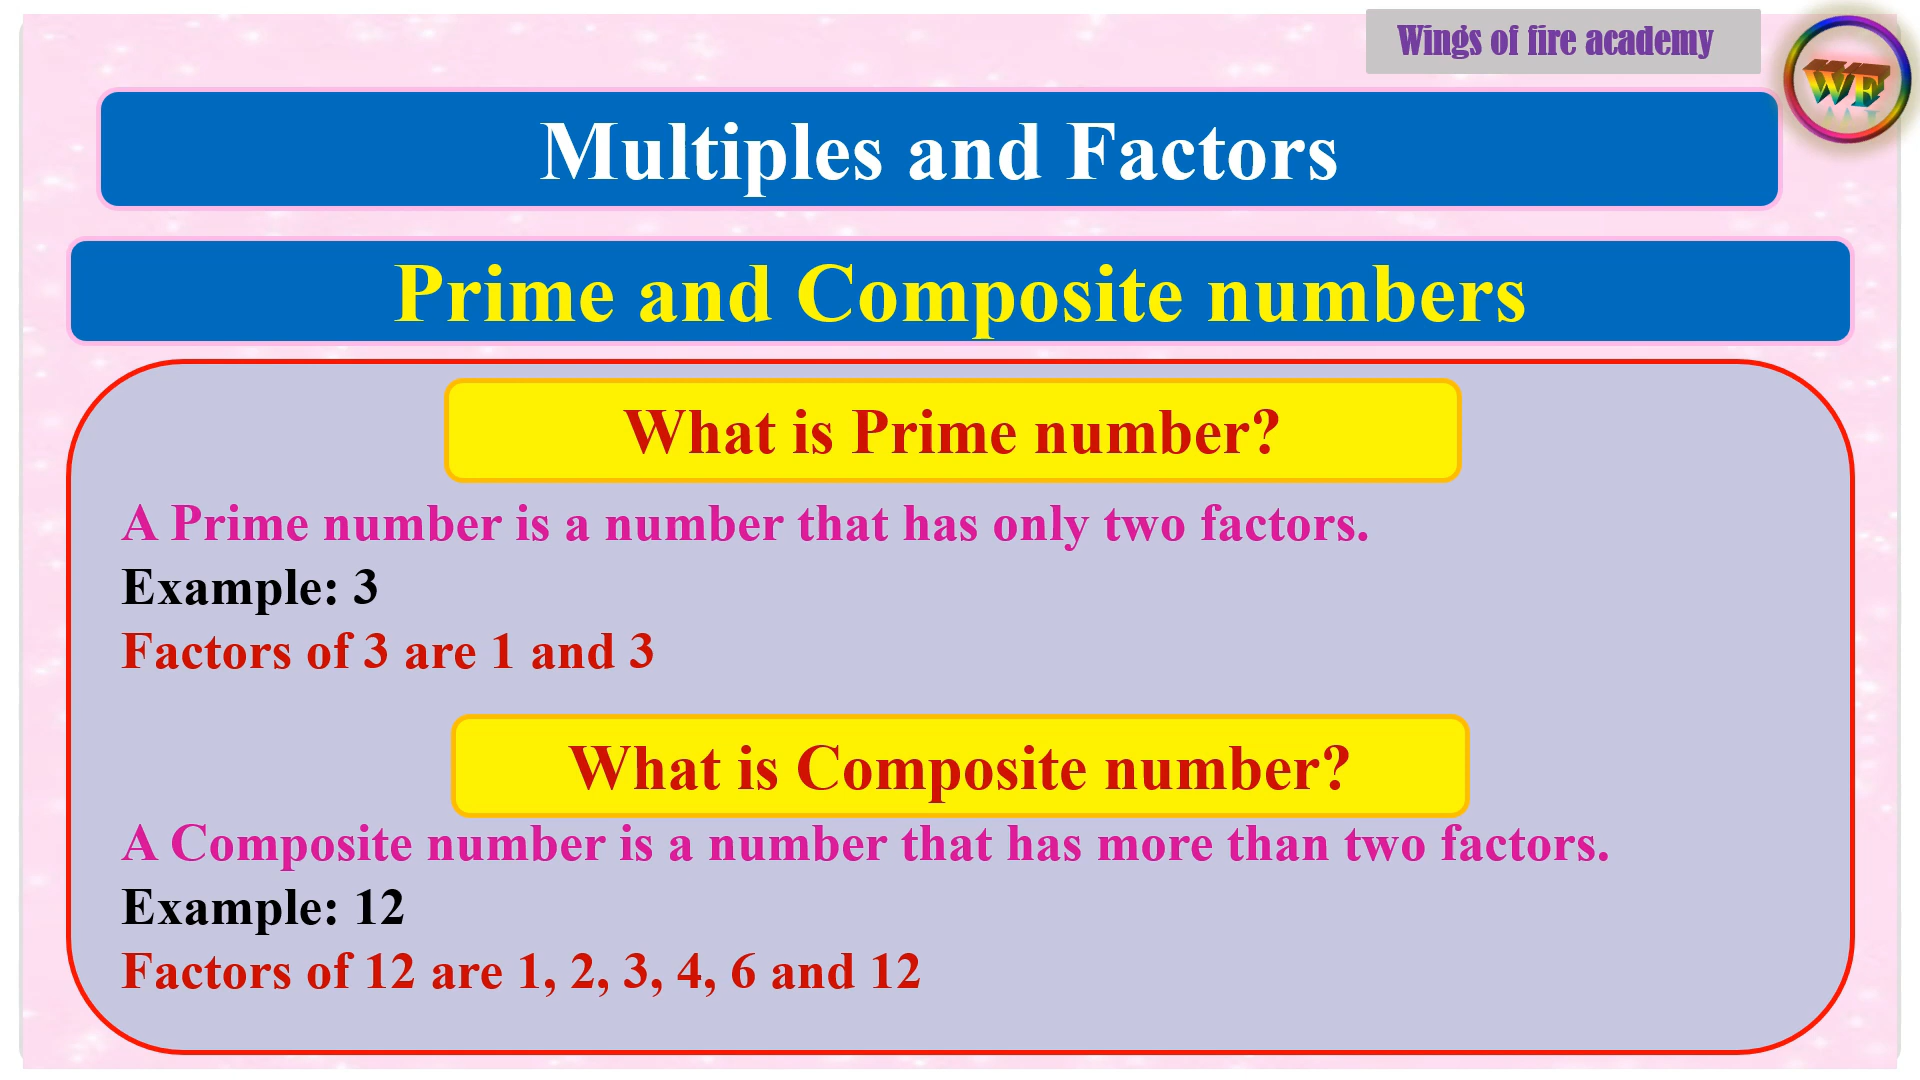 Wings of fire academy
WF
Multiples and Factors
Prime and Composite numbers
What is Prime number?
A Prime number is a number that has only two factors.
Example: 3
Factors of 3 are 1 and 3
What is Composite number?
A Composite number is a number that has more than two factors.
Example: 12
Factors of 12 are 1, 2, 3, 4, 6 and 12